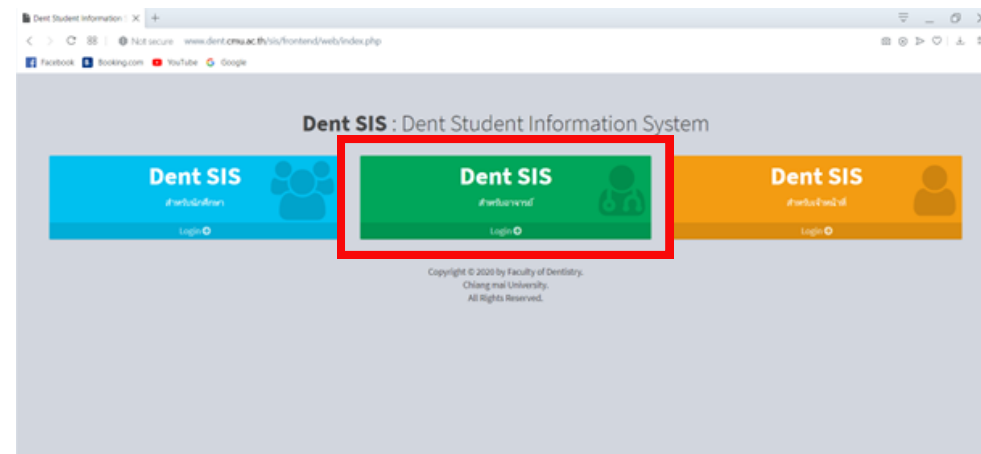 Dent Student Information :
Not secure www.dent.cmu.ac.th/sis/frontend/web/index.php
Facebook Booking.com YouTube Google
Dent SIS : Dent Student Information System
Dent SIS
สำหรับนักศึกษา
Login
Dent SIS
สำหรับอาจารย์
Login
Dent SIS
สำหรับเจ้าหน้าที่
Login
Copyright © 2020 by Faculty of Dentistry.
Chiang mai University.
All Rights Reserved.